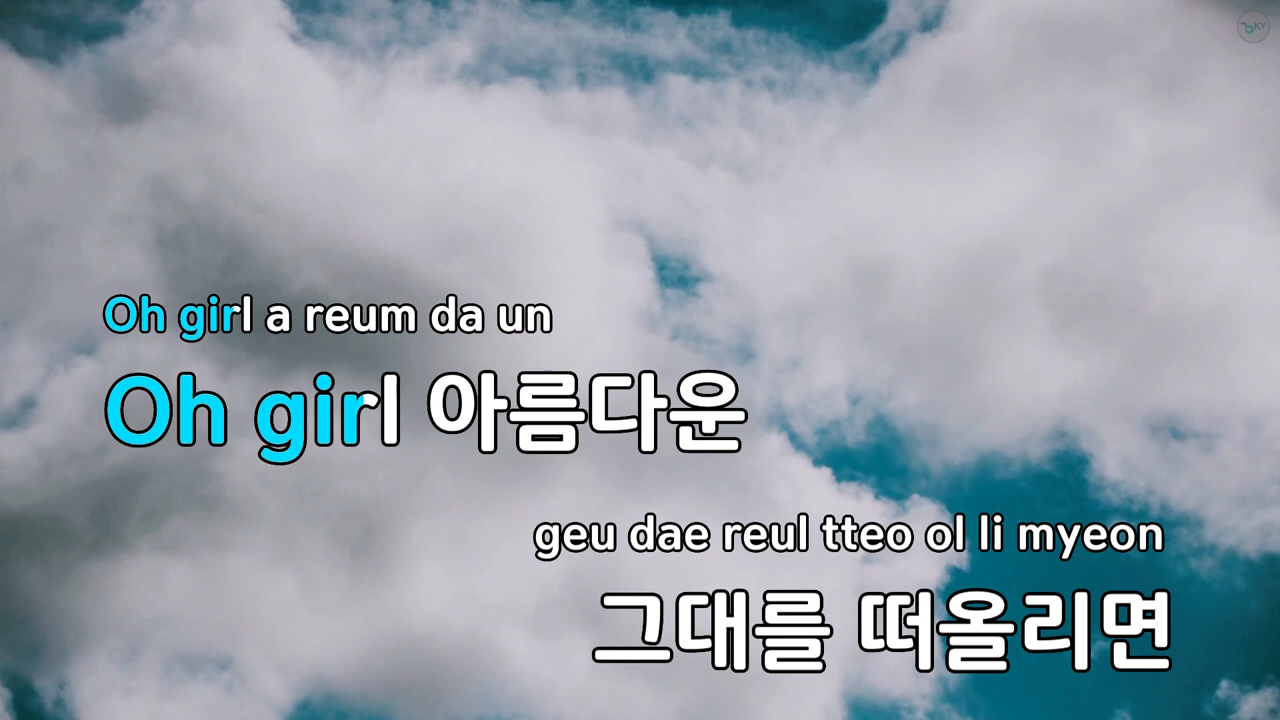 KY
Oh girl a reum da un
Oh girl 아름다운
geu dae reul tteo ol li myeon
그대를 떠올리면